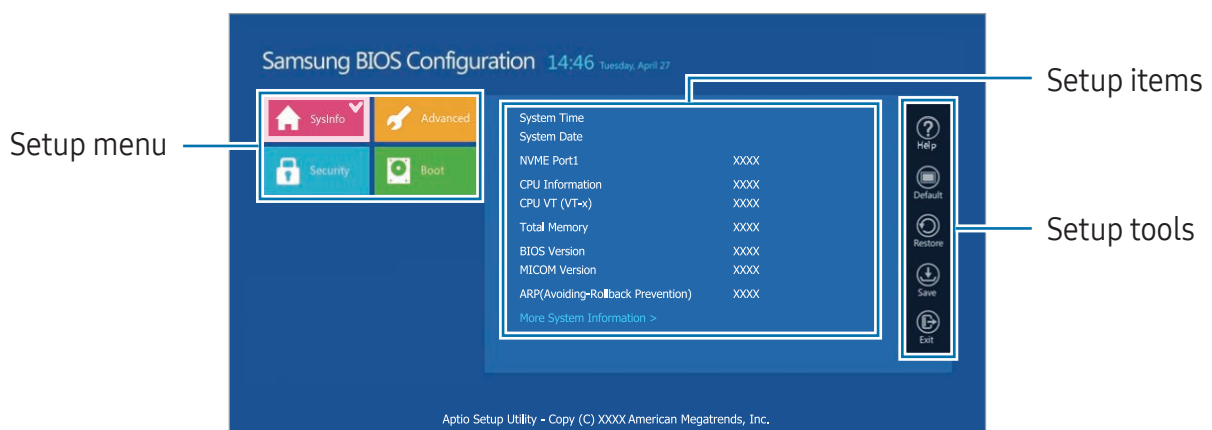 Samsung BIOS Configuration 14:46 Tuesday, April 27
Setup menu
SysInfo
Advanced
Security
Boot
Setup items
System Time
System Date
NVME Port1 XXXX
CPU Information XXXX
CPU VT (VT-x) XXXX
Total Memory XXXX
BIOS Version XXXX
MICOM Version XXXX
ARP(Avoiding-Rollback Prevention) XXXX
More System Information >
Setup tools
Help
Default
Restore
Save
Exit
Aptio Setup Utility - Copy (C) XXXX American Megatrends, Inc.